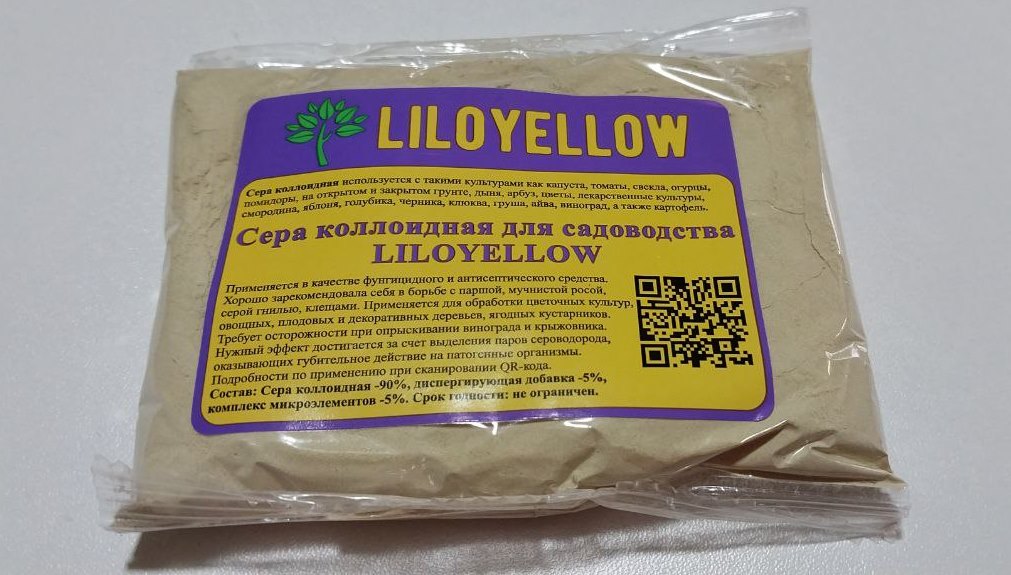 LILOYELLOW
Сера коллоидная используется с такими культурами как капуста, томаты, свекла, огурцы,
помидоры, на открытом и закрытом грунте, дыня, арбуз, цветы, лекарственные культуры,
смородина, яблоня, голубика, черника, клюква, груша, айва, виноград, а также картофель.
Сера коллоидная для садоводства
LILOYELLOW
Применяется в качестве фунгицидного и антисептического средства.
Хорошо зарекомендовала себя в борьбе с паршой, мучнистой росой,
серой гнилью, клещами. Применяется для обработки цветочных культур,
овощных, плодовых и декоративных деревьев, ягодных кустарников.
Требует осторожности при опрыскивании винограда и крыжовника.
Нужный эффект достигается за счет выделения паров сероводорода,
оказывающих губительное действие на патогенные организмы.
Подробности по применению при сканировании QR-кода.
Состав: Сера коллоидная -90%, диспергирующая добавка -5%,
комплекс микроэлементов -5%. Срок годности: не ограничен.